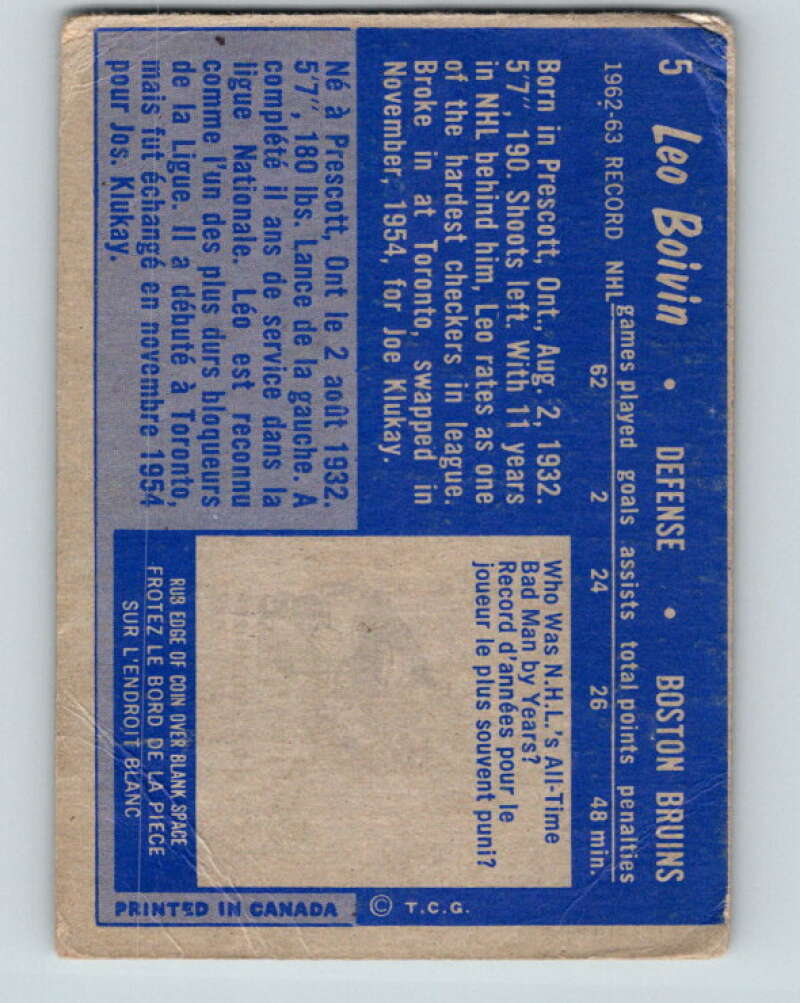 5 Leo Boivin • DEFENSE • BOSTON BRUINS
games played goals assists total points penalties
1962-63 RECORD NHL 62 2 24 26 48 min.
Born in Prescott, Ont., Aug. 2, 1932.
5'7", 190. Shoots left. With 11 years
in NHL behind him, Leo rates as one
of the hardest checkers in league.
Broke in at Toronto, swapped in
November, 1954, for Joe Klukay.
Né à Prescott, Ont le 2 août 1932.
5'7", 180 lbs. Lance de la gauche. A
complété il ans de service dans la
ligue Nationale. Léo est reconnu
comme l'un des plus durs bloqueurs
de la Ligue. Il a débuté à Toronto,
mais fut échangé en novembre 1954
pour Jos. Klukay.
Who Was N.H.L.'s All-Time
Bad Man by Years?
Record d'années pour le
joueur le plus souvent puni?
RUB EDGE OF COIN OVER BLANK SPACE
FROTEZ LE BORD DE LA PIECE
SUR L'ENDROIT BLANC
PRINTED IN CANADA © T.C.G.